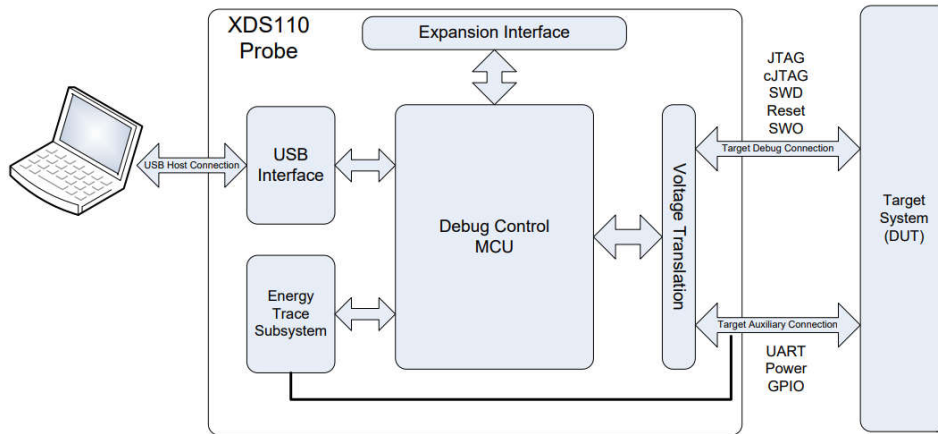 XDS110
Probe
Expansion Interface
JTAG
cJTAG
SWD
Reset
SWO
USB Host Connection
USB
Interface
Debug Control
MCU
Voltage Translation
Target Debug Connection
Target
System
(DUT)
Energy
Trace
Subsystem
Target Auxiliary Connection
UART
Power
GPIO